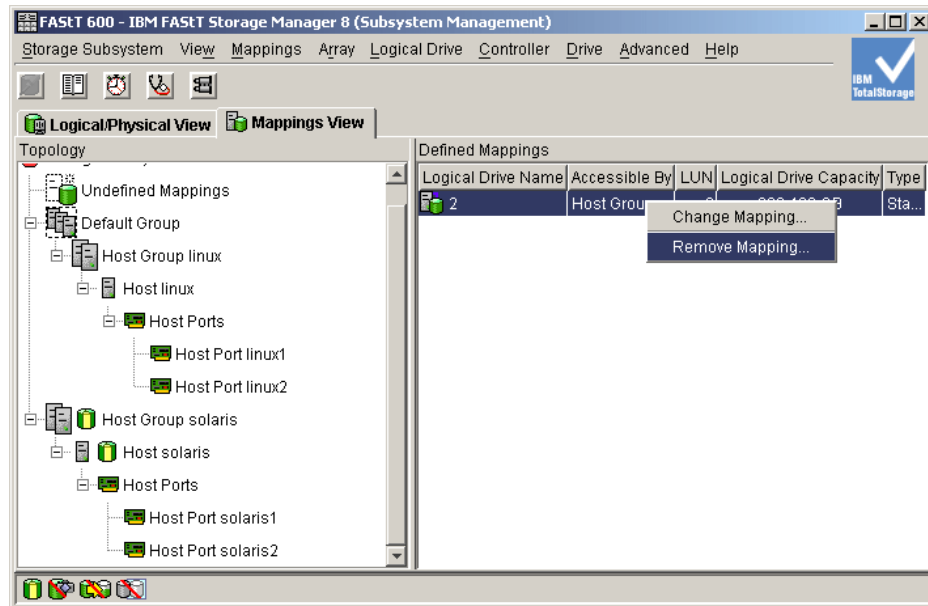 FAStT 600 - IBM FAStT Storage Manager 8 (Subsystem Management)
Storage Subsystem View Mappings Array Logical Drive Controller Drive Advanced Help
IBM
TotalStorage
Logical/Physical View Mappings View
Topology
Defined Mappings
Logical Drive Name Accessible By LUN Logical Drive Capacity Type
2 Host Grou Sta...
Change Mapping...
Remove Mapping...
Undefined Mappings
Default Group
Host Group linux
Host linux
Host Ports
Host Port linux1
Host Port linux2
Host Group solaris
Host solaris
Host Ports
Host Port solaris1
Host Port solaris2